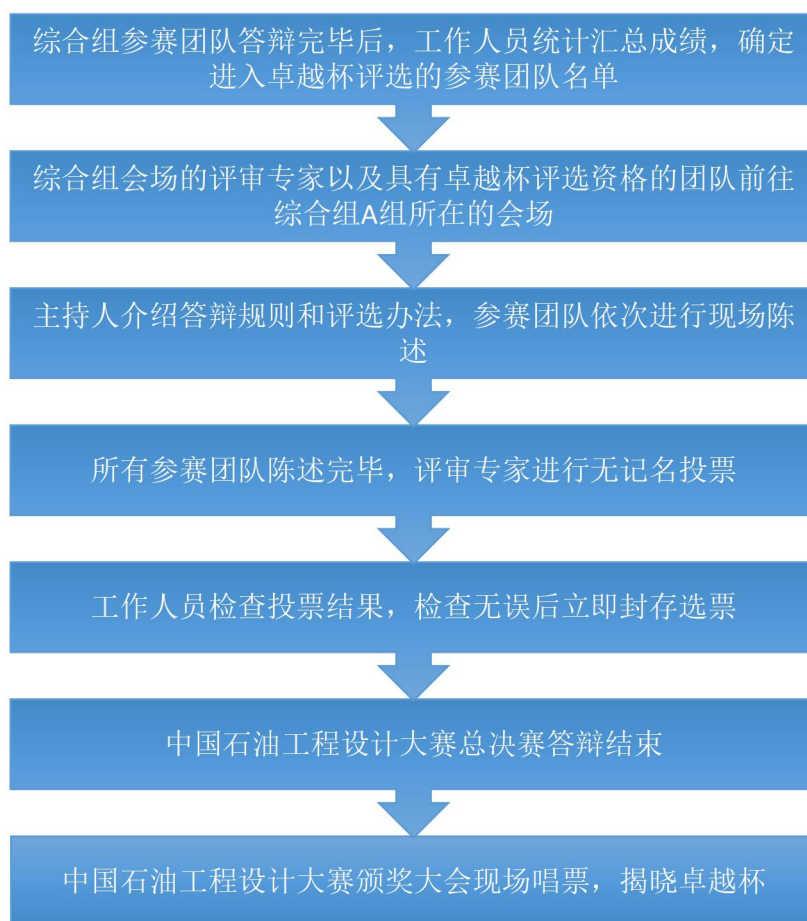 综合组参赛团队答辩完毕后，工作人员统计汇总成绩，确定
进入卓越杯评选的参赛团队名单
综合组会场的评审专家以及具有卓越杯评选资格的团队前往
综合组A组所在的会场
主持人介绍答辩规则和评选办法，参赛团队依次进行现场陈
述
所有参赛团队陈述完毕，评审专家进行无记名投票
工作人员检查投票结果，检查无误后立即封存选票
中国石油工程设计大赛总决赛答辩结束
中国石油工程设计大赛颁奖大会现场唱票，揭晓卓越杯